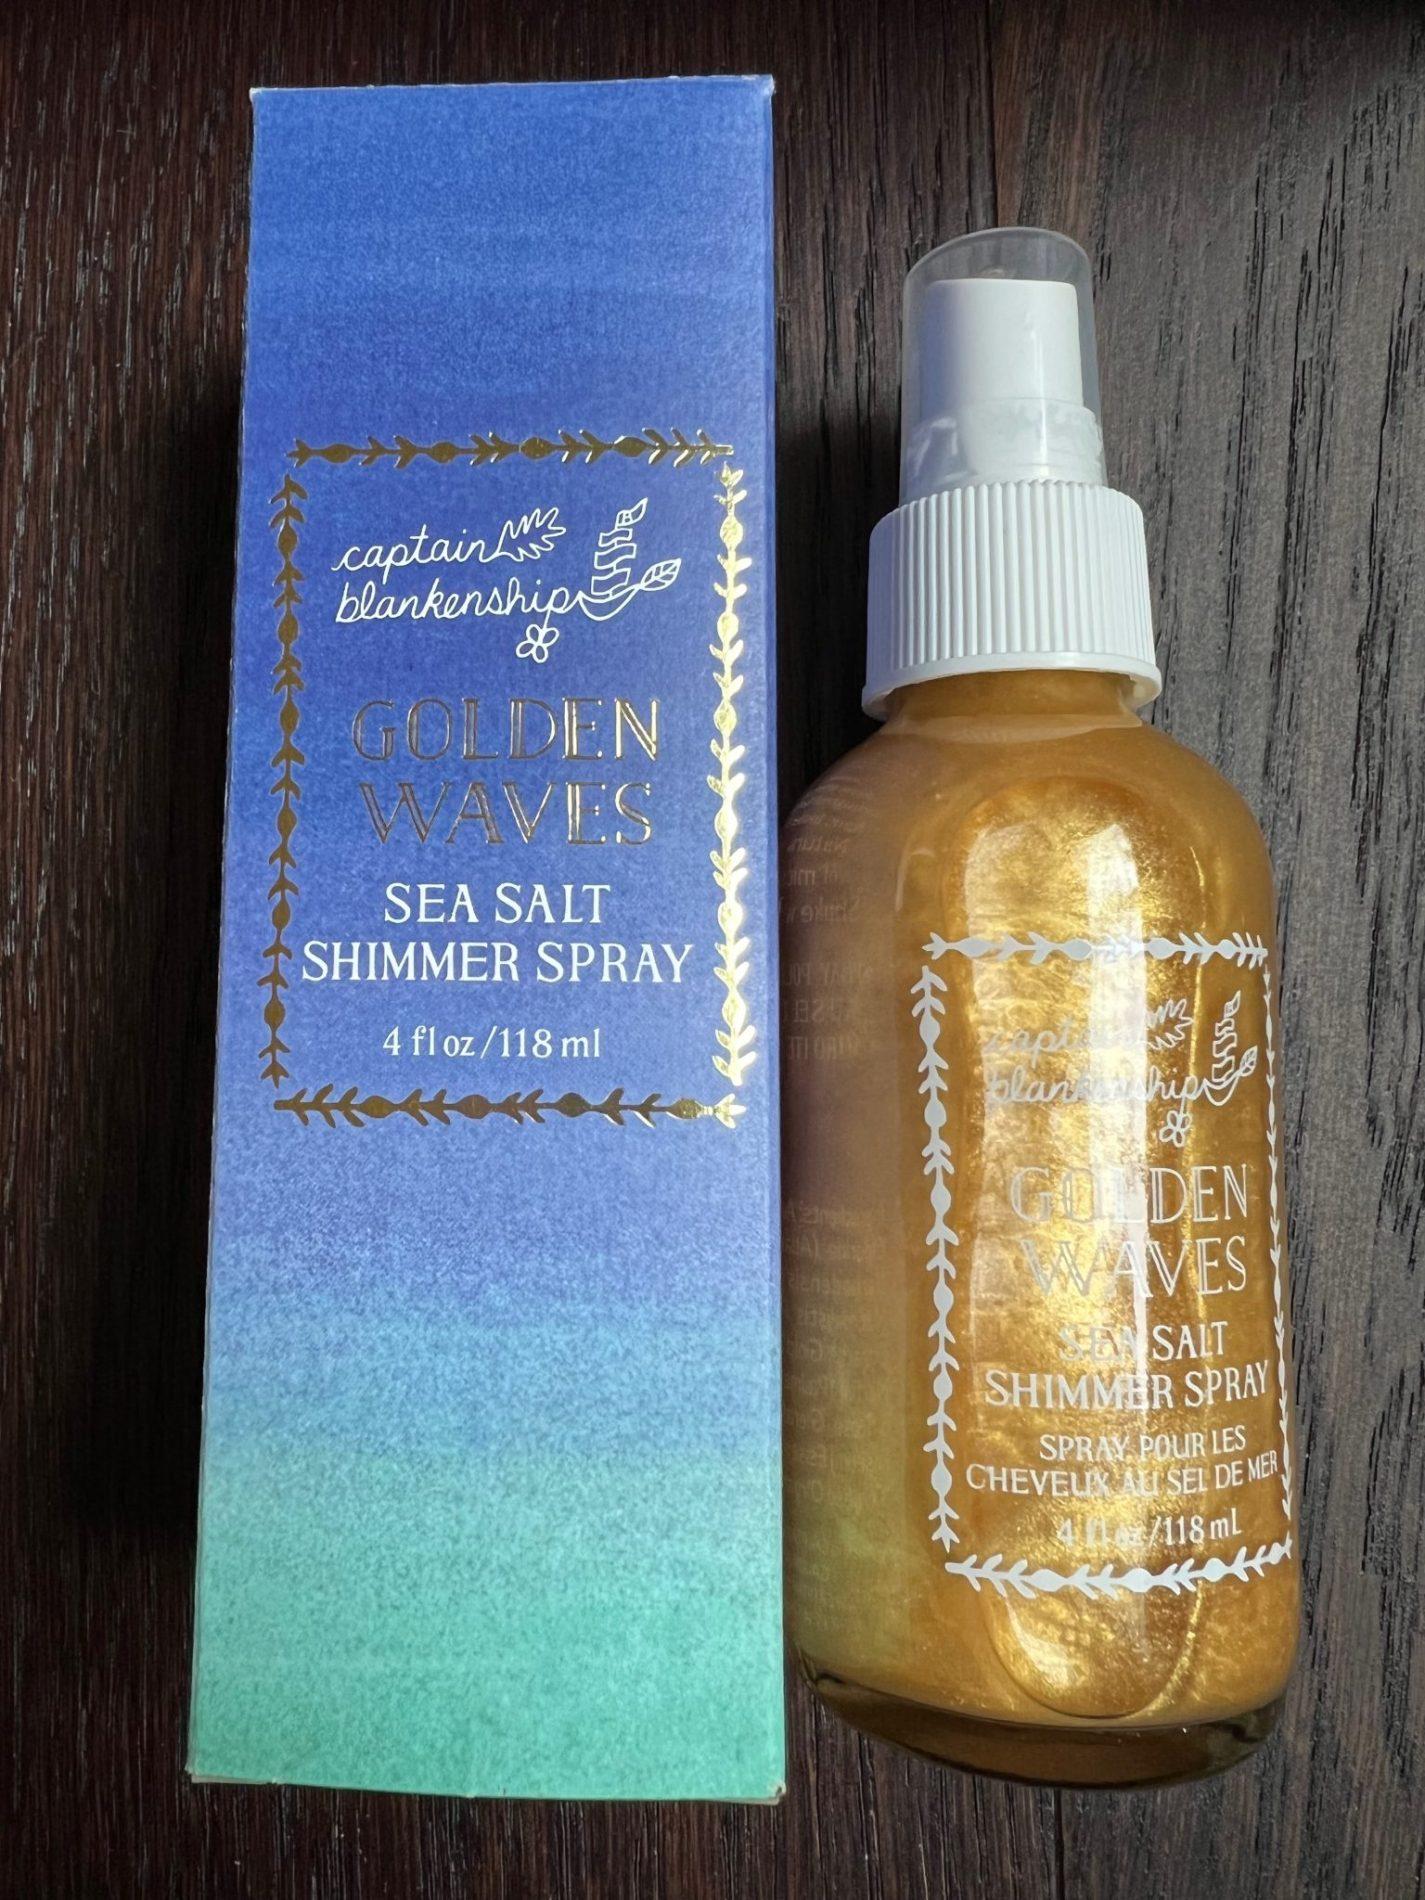 captain
blankenship
GOLDEN
WAVES
SEA SALT
SHIMMER SPRAY
4 fl oz/118 ml
captain
blankenship
GOLDEN
WAVES
SEA SALT
SHIMMER SPRAY
SPRAY POUR LES
CHEVEUX AU SEL DE MER
4 fl oz/118 mL